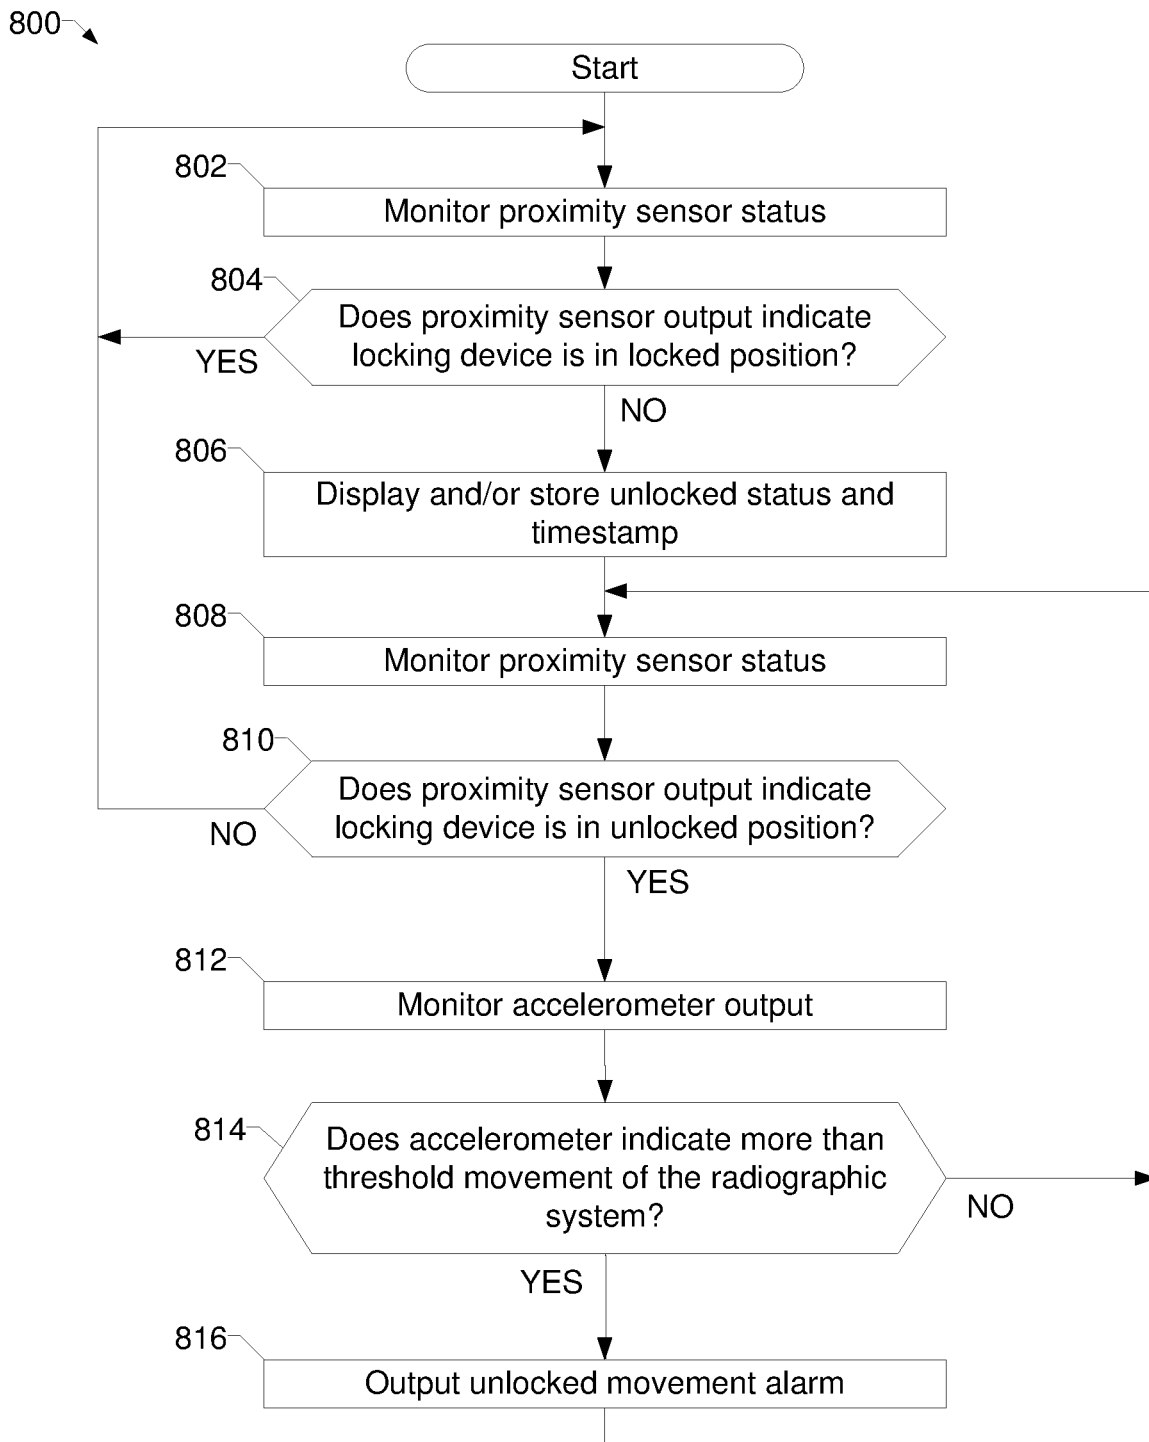 800
Start
802
Monitor proximity sensor status
804
Does proximity sensor output indicate
locking device is in locked position?
YES
NO
806
Display and/or store unlocked status and
timestamp
808
Monitor proximity sensor status
810
Does proximity sensor output indicate
locking device is in unlocked position?
NO
YES
812
Monitor accelerometer output
814
Does accelerometer indicate more than
threshold movement of the radiographic
system?
NO
YES
816
Output unlocked movement alarm